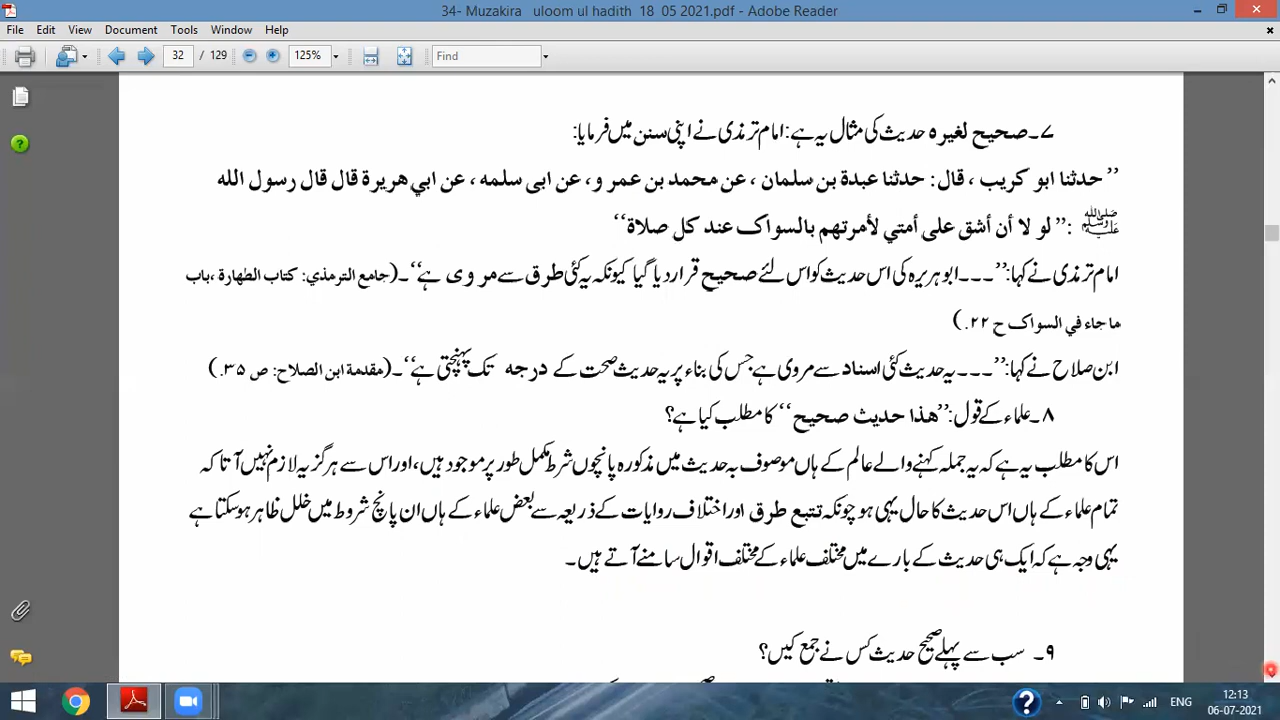 34- Muzakira uloom ul hadith 18 05 2021.pdf - Adobe Reader
File Edit View Document Tools Window Help
32 / 129 125% Find
۷۔صحیح لغیرہ حدیث کی مثال یہ ہے: امام ترمذی نے اپنی سنن میں فرمایا:
’’ حدثنا ابو کریب ، قال: حدثنا عبدة بن سلمان ، عن محمد بن عمر و، عن ابی سلمه ، عن ابي هريرة قال قال رسول الله
ﷺ :’’ لو لا أن أشق على أمتي لأمرتهم بالسواک عند کل صلاة‘‘
امام ترمذی نے کہا:’’۔۔۔ابو ہریرہ کی اس حدیث کو اس لئے صحیح قرار دیا گیا کیونکہ یہ کئی طرق سے مر وی ہے‘‘۔(جامع الترمذي: کتاب الطهارة ،باب
ما جاء في السواک ح ۲۲.)
ابن صلاح نے کہا:’’۔۔۔یہ حدیث کئی اسناد سے مروی ہے جس کی بناء پر یہ حدیث صحت کے درجہ تک پہنچتی ہے‘‘۔(مقدمة ابن الصلاح: ص ۳۵.)
۸۔علماء کے قول:’’هذا حدیث صحیح‘‘ کا مطلب کیا ہے؟
اس کا مطلب یہ ہے کہ یہ جملہ کہنے والے عالم کے ہاں موصوف بہ حدیث میں مذکورہ پانچوں شرط مکمل طور پر موجود ہیں،اور اس سے ہرگز یہ لازم نہیں آتا کہ
تمام علماء کے ہاں اس حدیث کا حال یہی ہو چونکہ تتبع طرق اور اختلاف روایات کے ذریعہ سے بعض علماء کے ہاں ان پانچ شروط میں خلل ظاہر ہو سکتا ہے
یہی وجہ ہے کہ ایک ہی حدیث کے بارے میں مختلف علماء کے مختلف اقوال سامنے آتے ہیں۔
۹۔ سب سے پہلے صحیح حدیث کس نے جمع کیں؟
ENG 12:13
06-07-2021